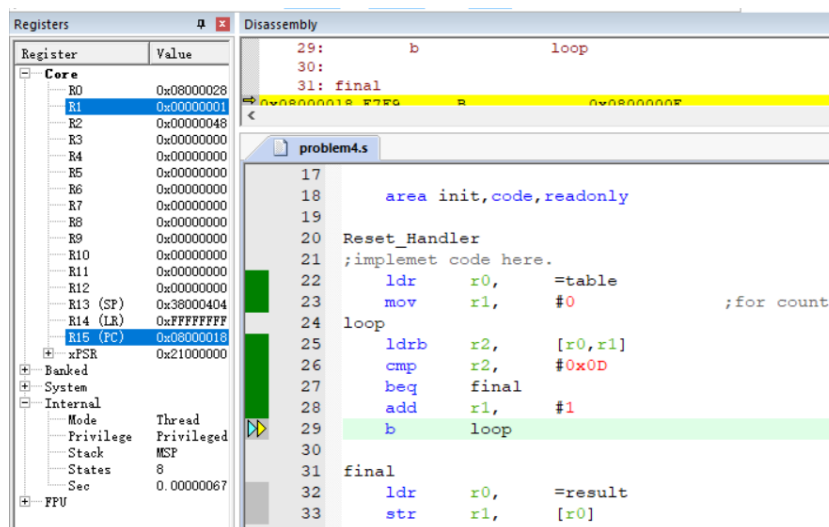 Registers
Register Value
Core
R0 0x08000028
R1 0x00000001
R2 0x00000048
R3 0x00000000
R4 0x00000000
R5 0x00000000
R6 0x00000000
R7 0x00000000
R8 0x00000000
R9 0x00000000
R10 0x00000000
R11 0x00000000
R12 0x00000000
R13 (SP) 0x38000404
R14 (LR) 0xFFFFFFFF
R15 (PC) 0x08000018
xPSR 0x21000000
Banked
System
Internal
Mode Thread
Privilege Privileged
Stack MSP
States 8
Sec 0.00000067
FPU
Disassembly
29: b loop
30:
31: final
0x08000018 E7F9 B 0x0800000E
problem4.s
17
18 area init,code,readonly
19
20 Reset_Handler
21 ;implemet code here.
22 ldr r0, =table
23 mov r1, #0 ;for count
24 loop
25 ldrb r2, [r0,r1]
26 cmp r2, #0x0D
27 beq final
28 add r1, #1
29 b loop
30
31 final
32 ldr r0, =result
33 str r1, [r0]